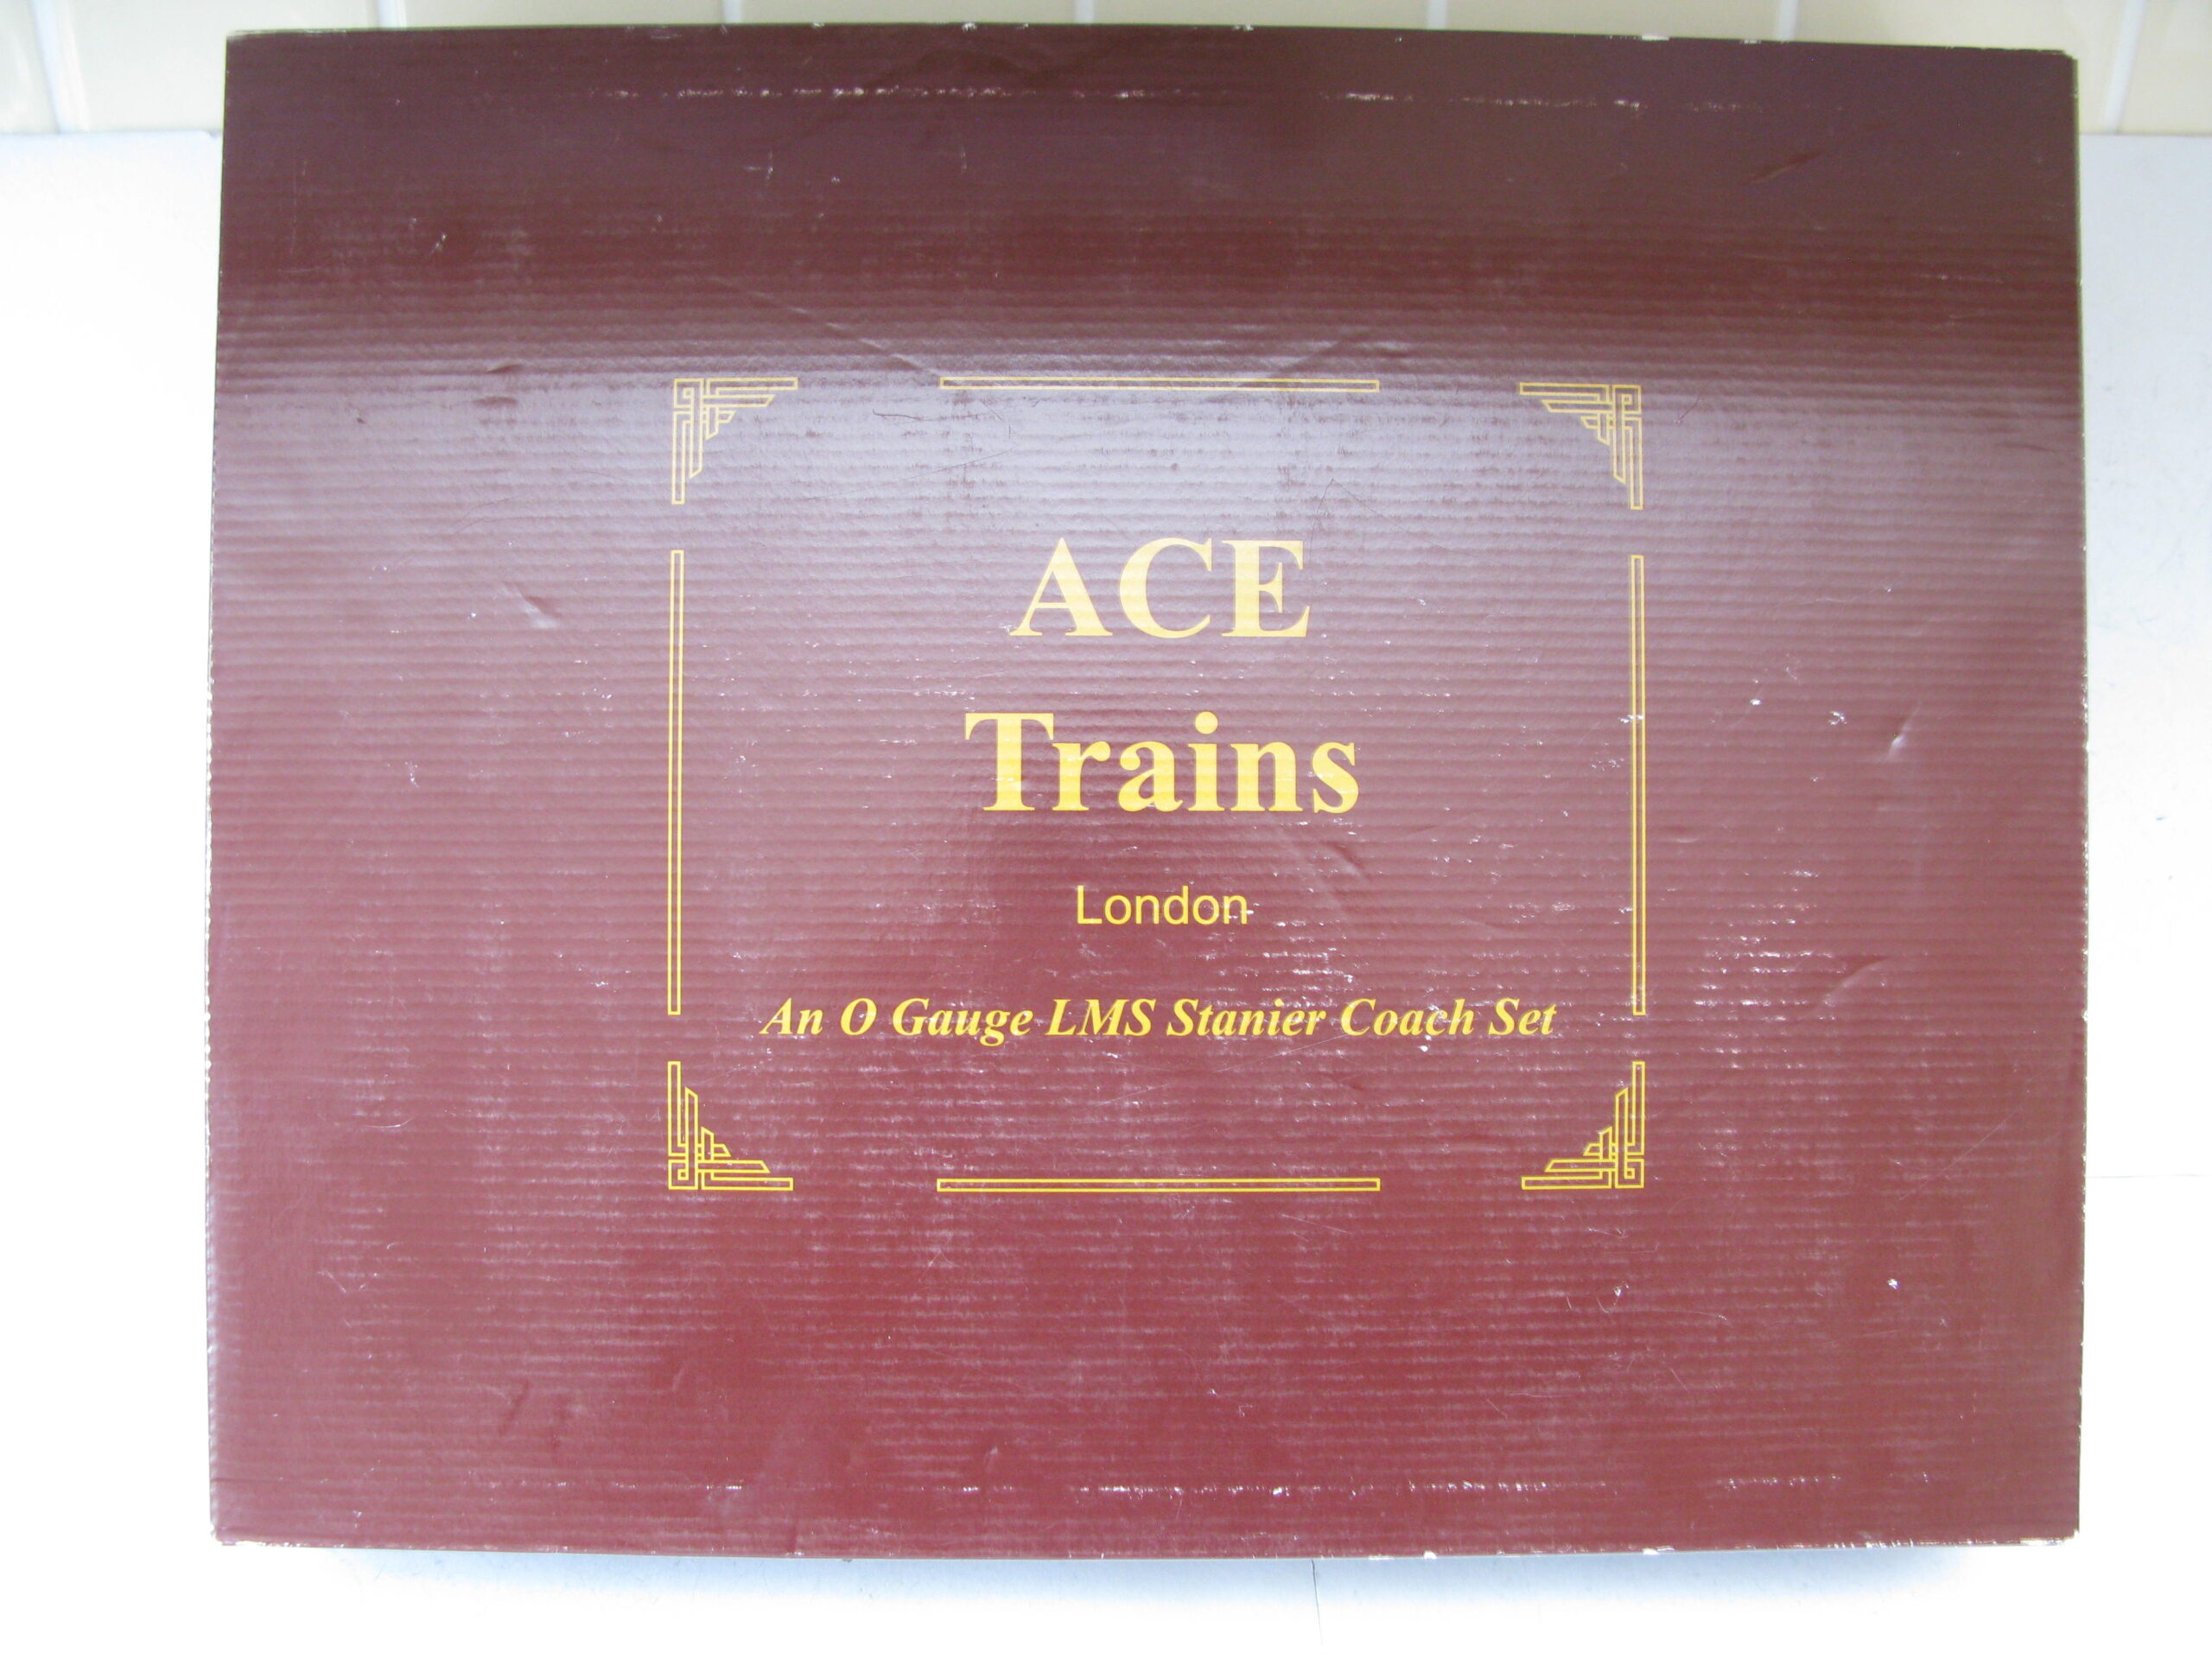 ACE
Trains
London
An O Gauge LMS Stanier Coach Set